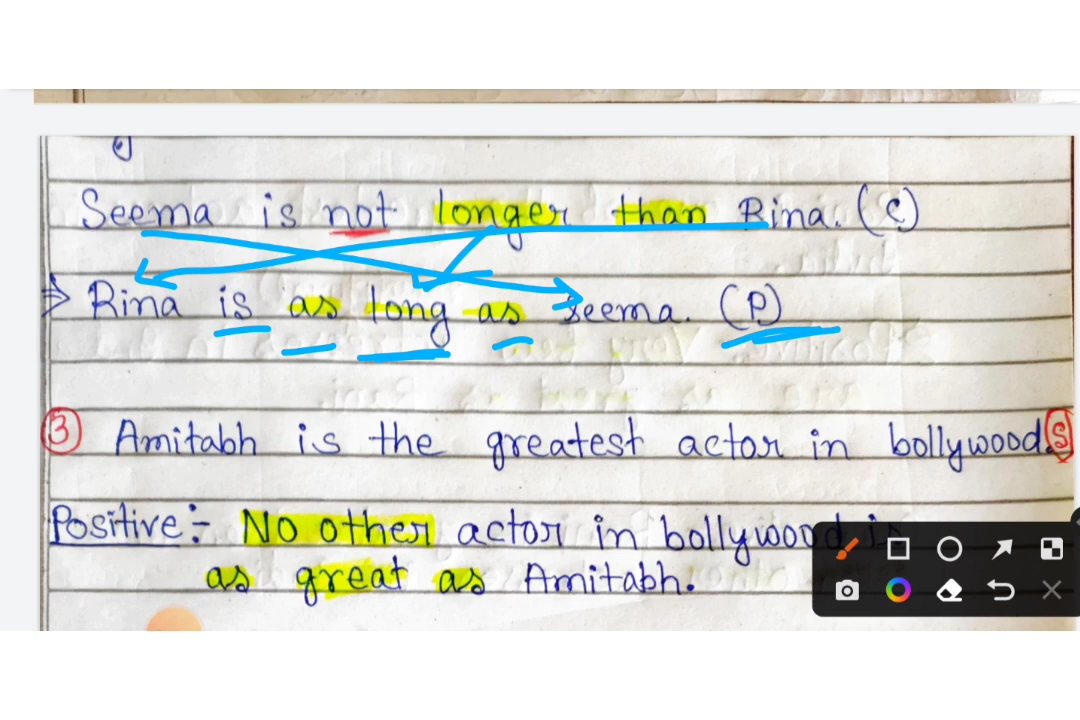 Seema is not longer than Rina. (C)
⇒ Rina is as long as Seema. (P)
③ Amitabh is the greatest actor in bollywood. S
Positive :- No other actor in bollywood is
as great as Amitabh.